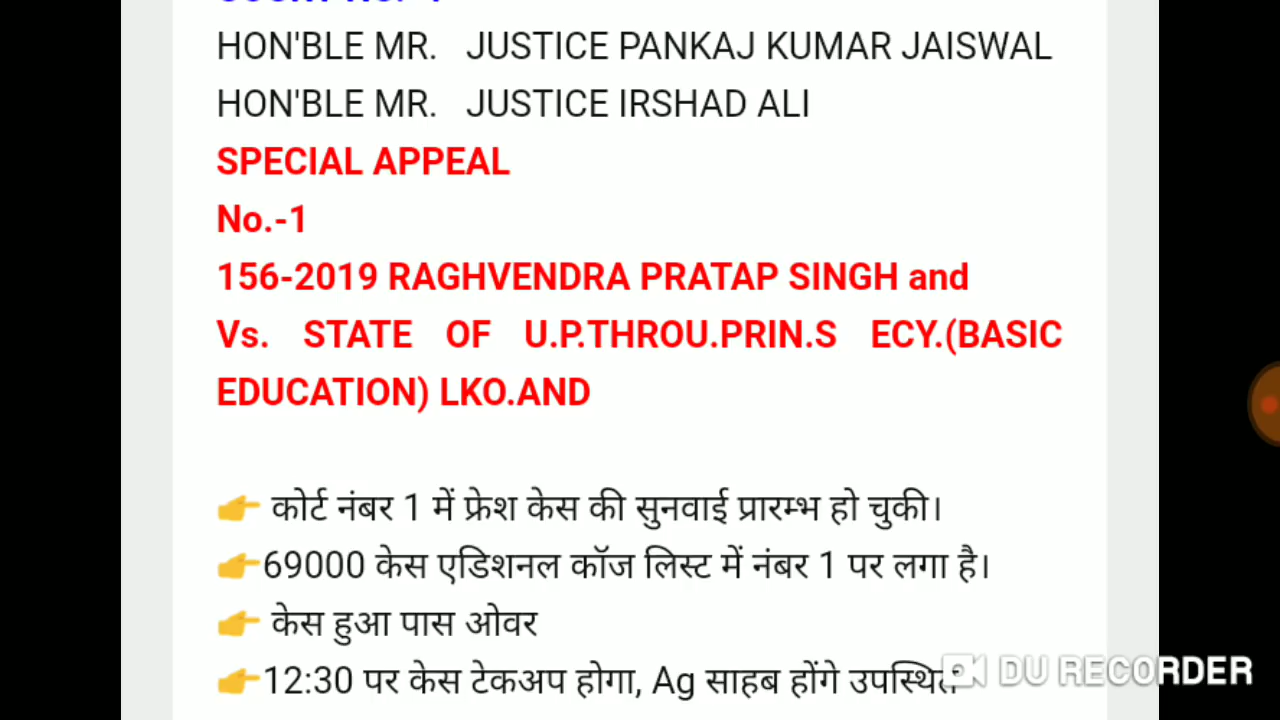 HON'BLE MR. JUSTICE PANKAJ KUMAR JAISWAL
HON'BLE MR. JUSTICE IRSHAD ALI
SPECIAL APPEAL
No.-1
156-2019 RAGHVENDRA PRATAP SINGH and
Vs. STATE OF U.P.THROU.PRIN.S ECY.(BASIC
EDUCATION) LKO.AND
👉 कोर्ट नंबर 1 में फ्रेश केस की सुनवाई प्रारम्भ हो चुकी।
👉69000 केस एडिशनल कॉज लिस्ट में नंबर 1 पर लगा है।
👉 केस हुआ पास ओवर
👉12:30 पर केस टेकअप होगा, Ag साहब होंगे उपस्थित
DU RECORDER